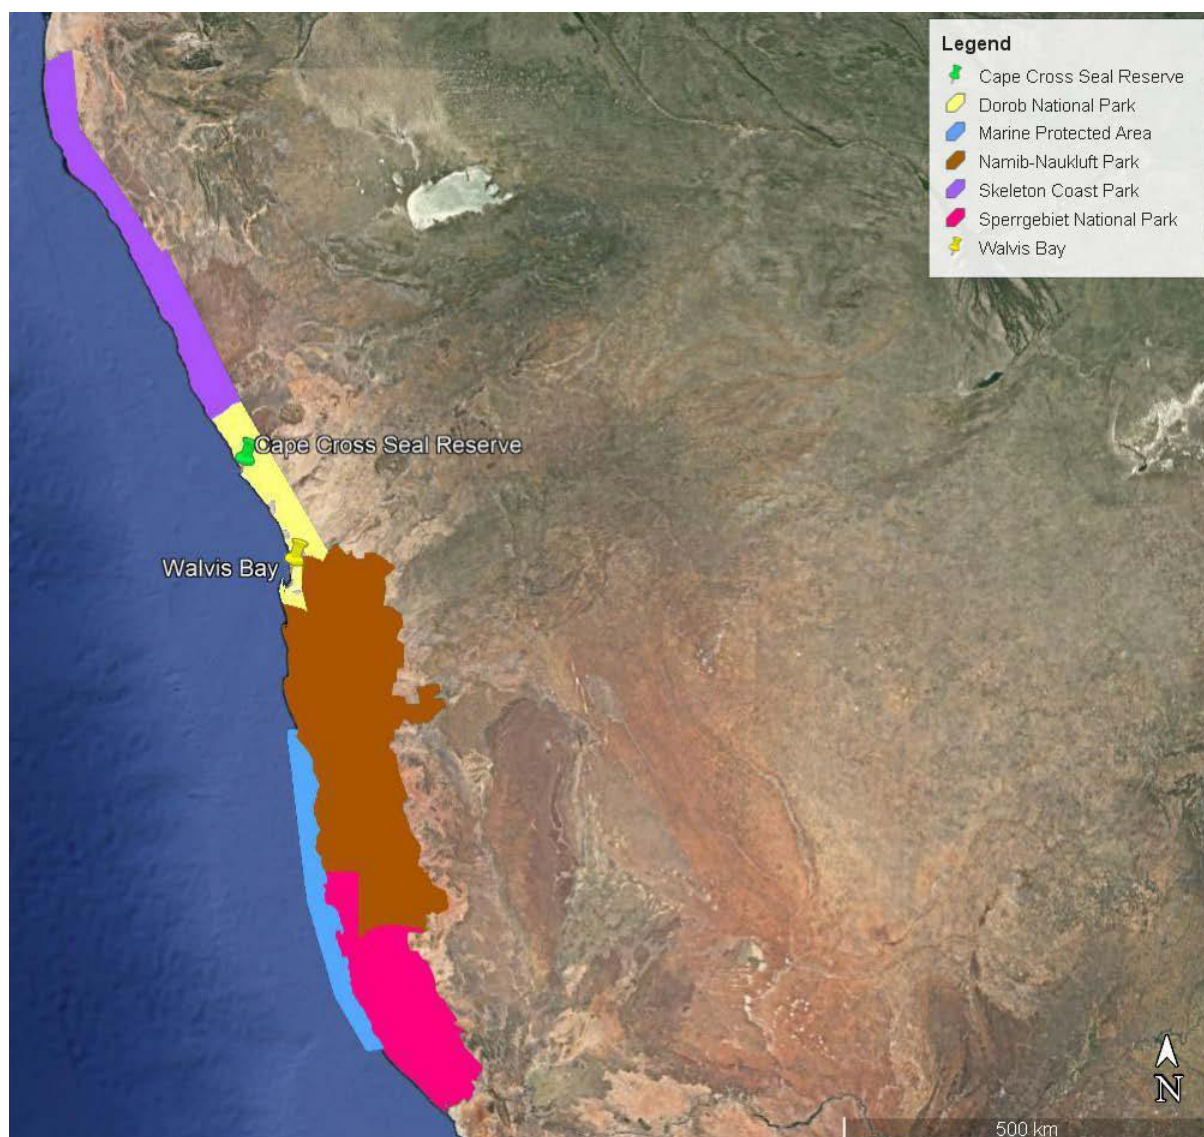 Legend
Cape Cross Seal Reserve
Dorob National Park
Marine Protected Area
Namib-Naukluft Park
Skeleton Coast Park
Sperrgebiet National Park
Walvis Bay
Cape Cross Seal Reserve
Walvis Bay
N
500 km